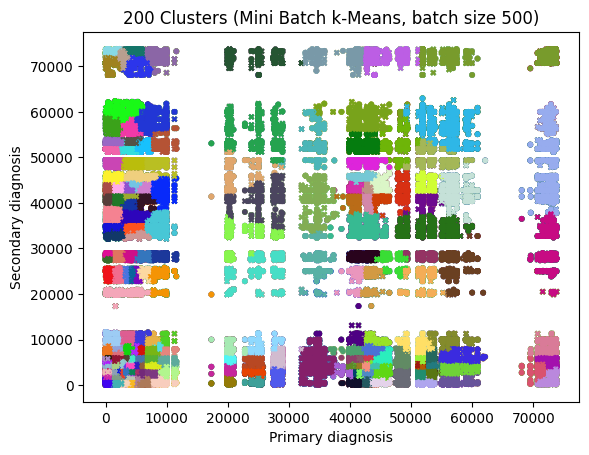 200 Clusters (Mini Batch k-Means, batch size 500)
70000
60000
50000
40000
30000
20000
10000
0
Secondary diagnosis
0 10000 20000 30000 40000 50000 60000 70000
Primary diagnosis